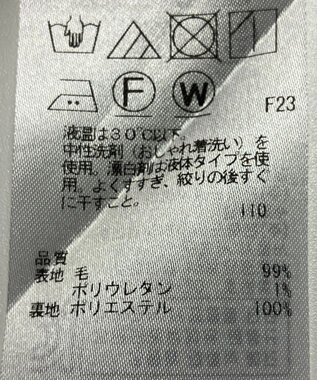 F W F23
液温は30℃以下。
中性洗剤（おしゃれ着洗い）を
使用。漂白剤は液体タイプを使
用。よくすすぎ、絞りの後すぐ
に干すこと。
110
品質
表地 毛 99%
ポリウレタン 1%
裏地 ポリエステル 100%